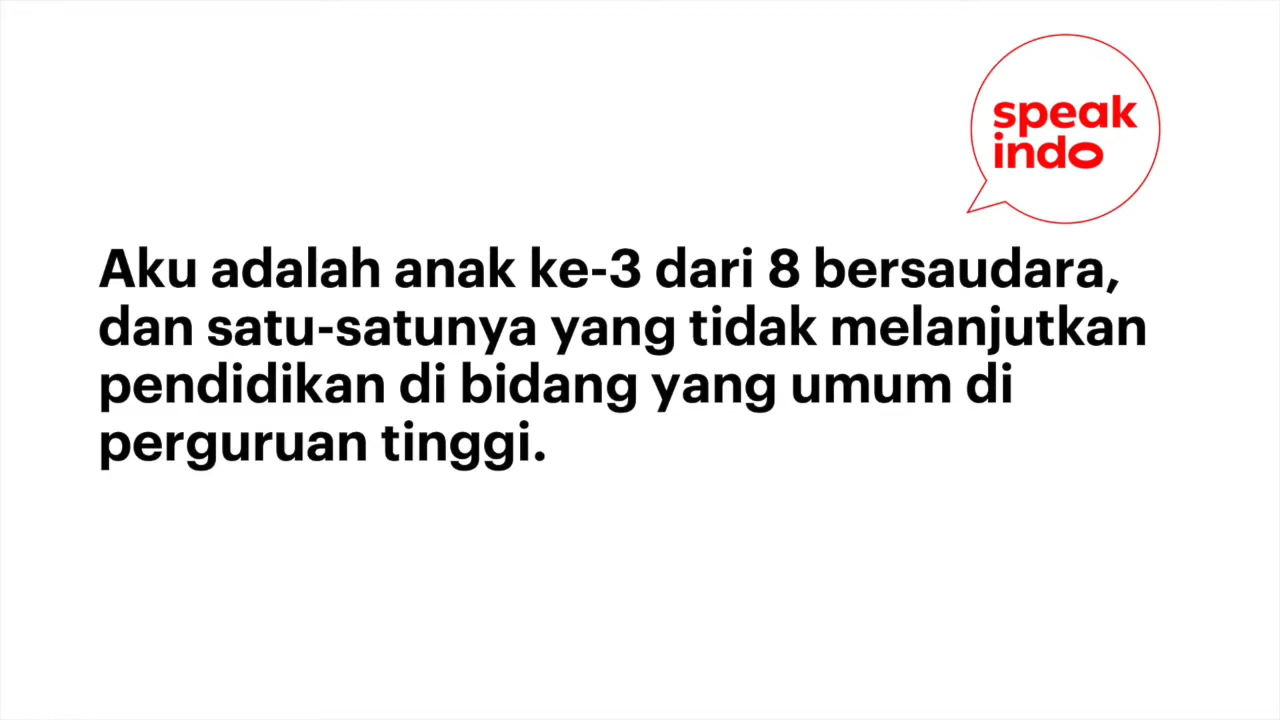 speak
indo
Aku adalah anak ke-3 dari 8 bersaudara,
dan satu-satunya yang tidak melanjutkan
pendidikan di bidang yang umum di
perguruan tinggi.